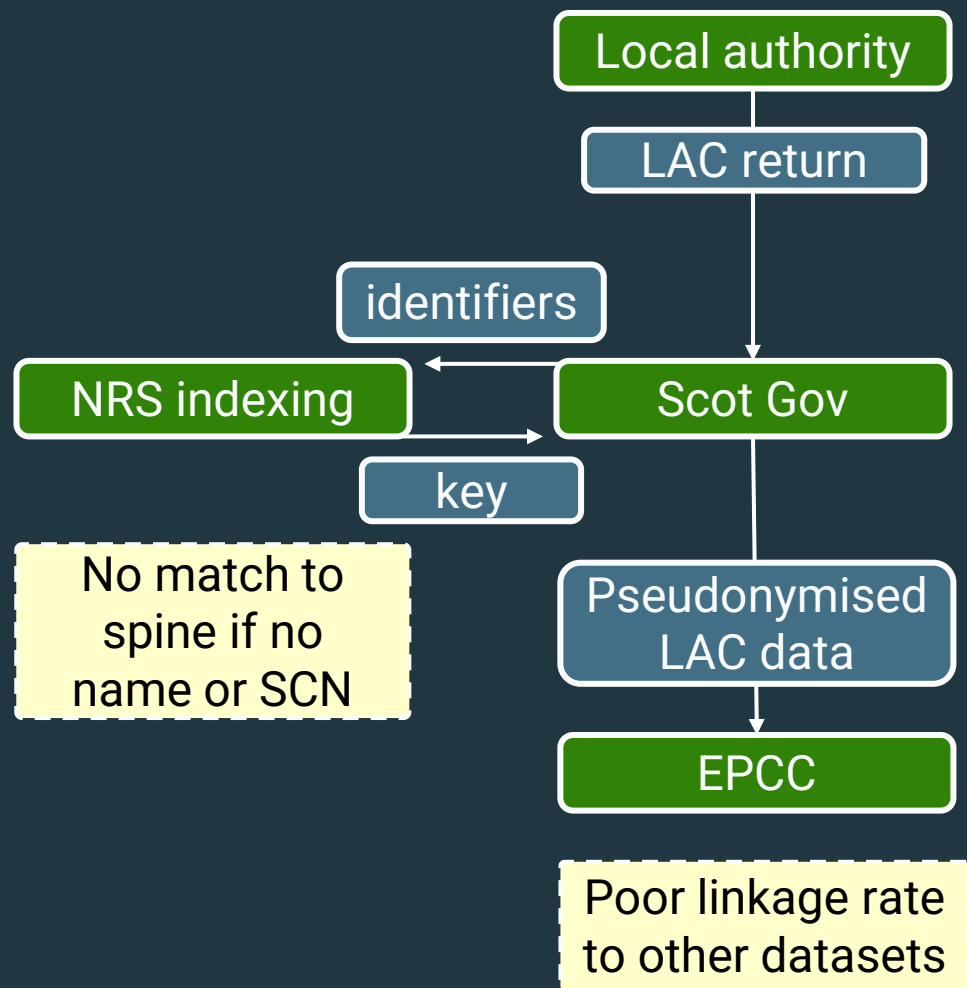 Local authority
LAC return
identifiers
NRS indexing
Scot Gov
key
No match to
spine if no
name or SCN
Pseudonymised
LAC data
EPCC
Poor linkage rate
to other datasets